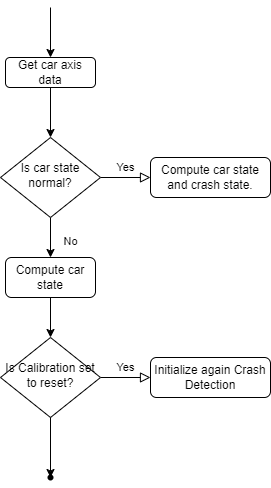 Get car axis
data
Is car state
normal?
Yes
Compute car state
and crash state.
No
Compute car
state
Is Calibration set
to reset?
Yes
Initialize again Crash
Detection